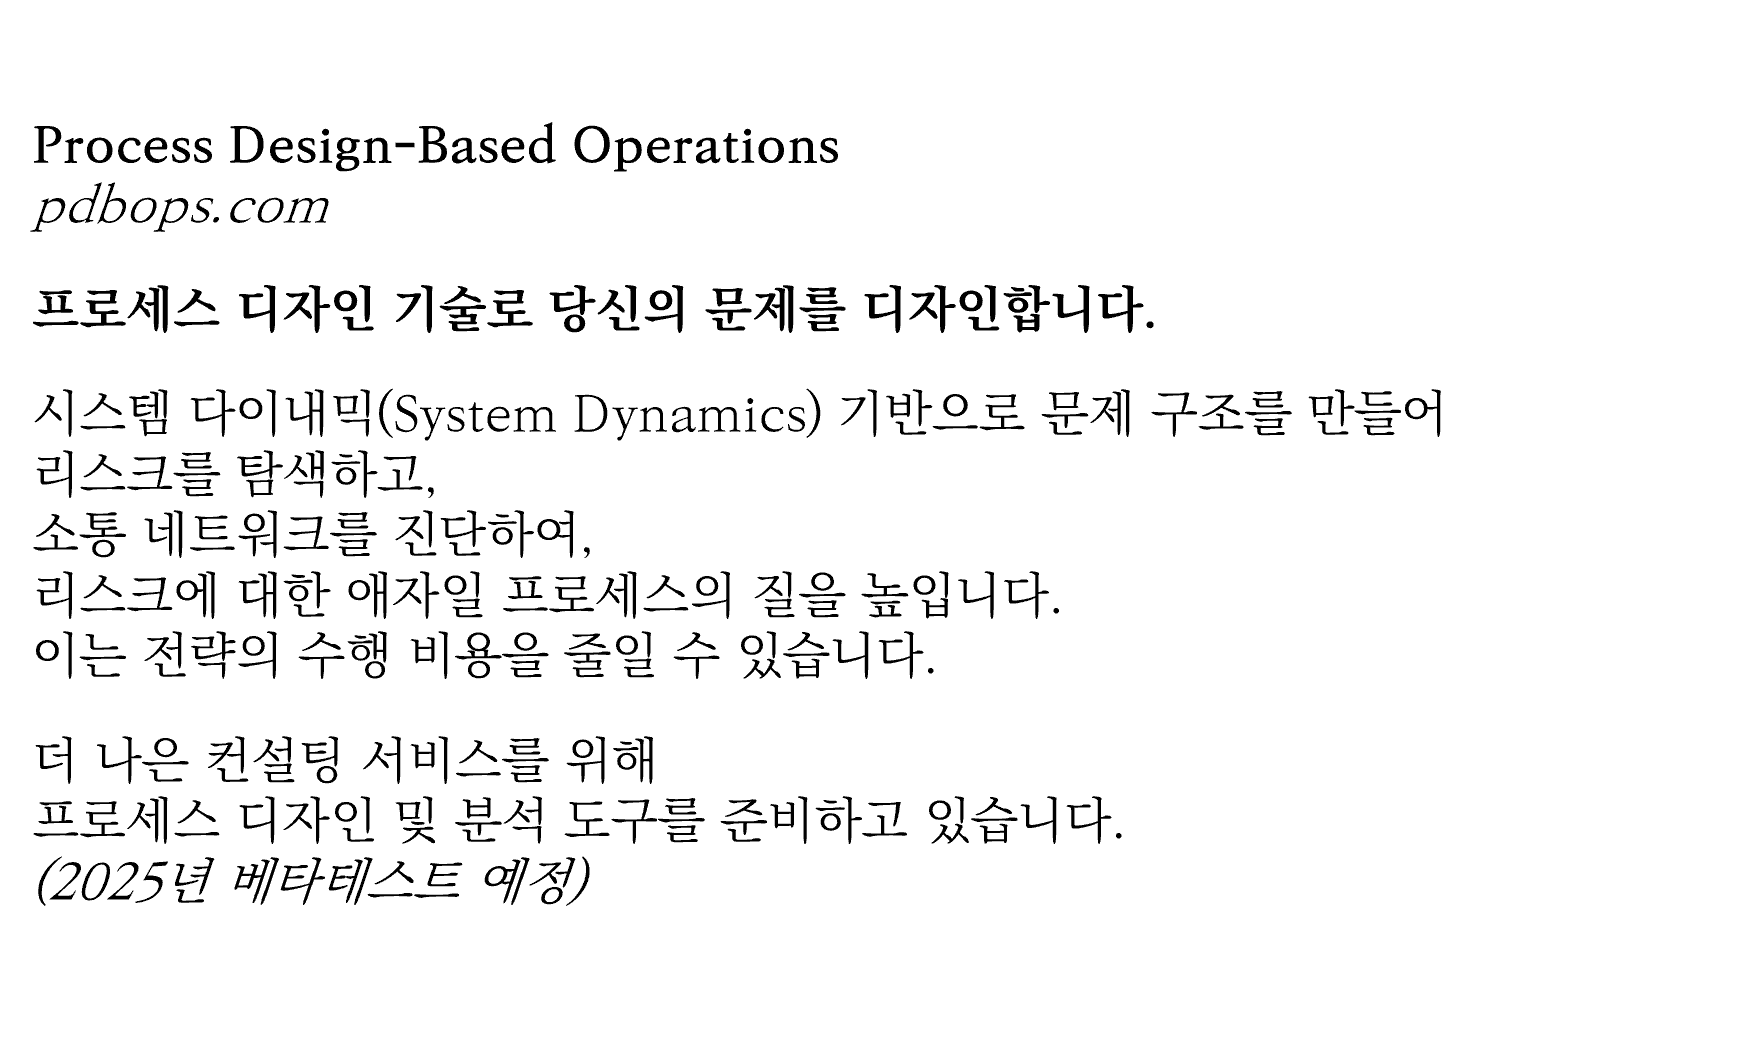 Process Design-Based Operations
pdbops.com
프로세스 디자인 기술로 당신의 문제를 디자인합니다.
시스템 다이내믹(System Dynamics) 기반으로 문제 구조를 만들어
리스크를 탐색하고,
소통 네트워크를 진단하여,
리스크에 대한 애자일 프로세스의 질을 높입니다.
이는 전략의 수행 비용을 줄일 수 있습니다.
더 나은 컨설팅 서비스를 위해
프로세스 디자인 및 분석 도구를 준비하고 있습니다.
(2025년 베타테스트 예정)